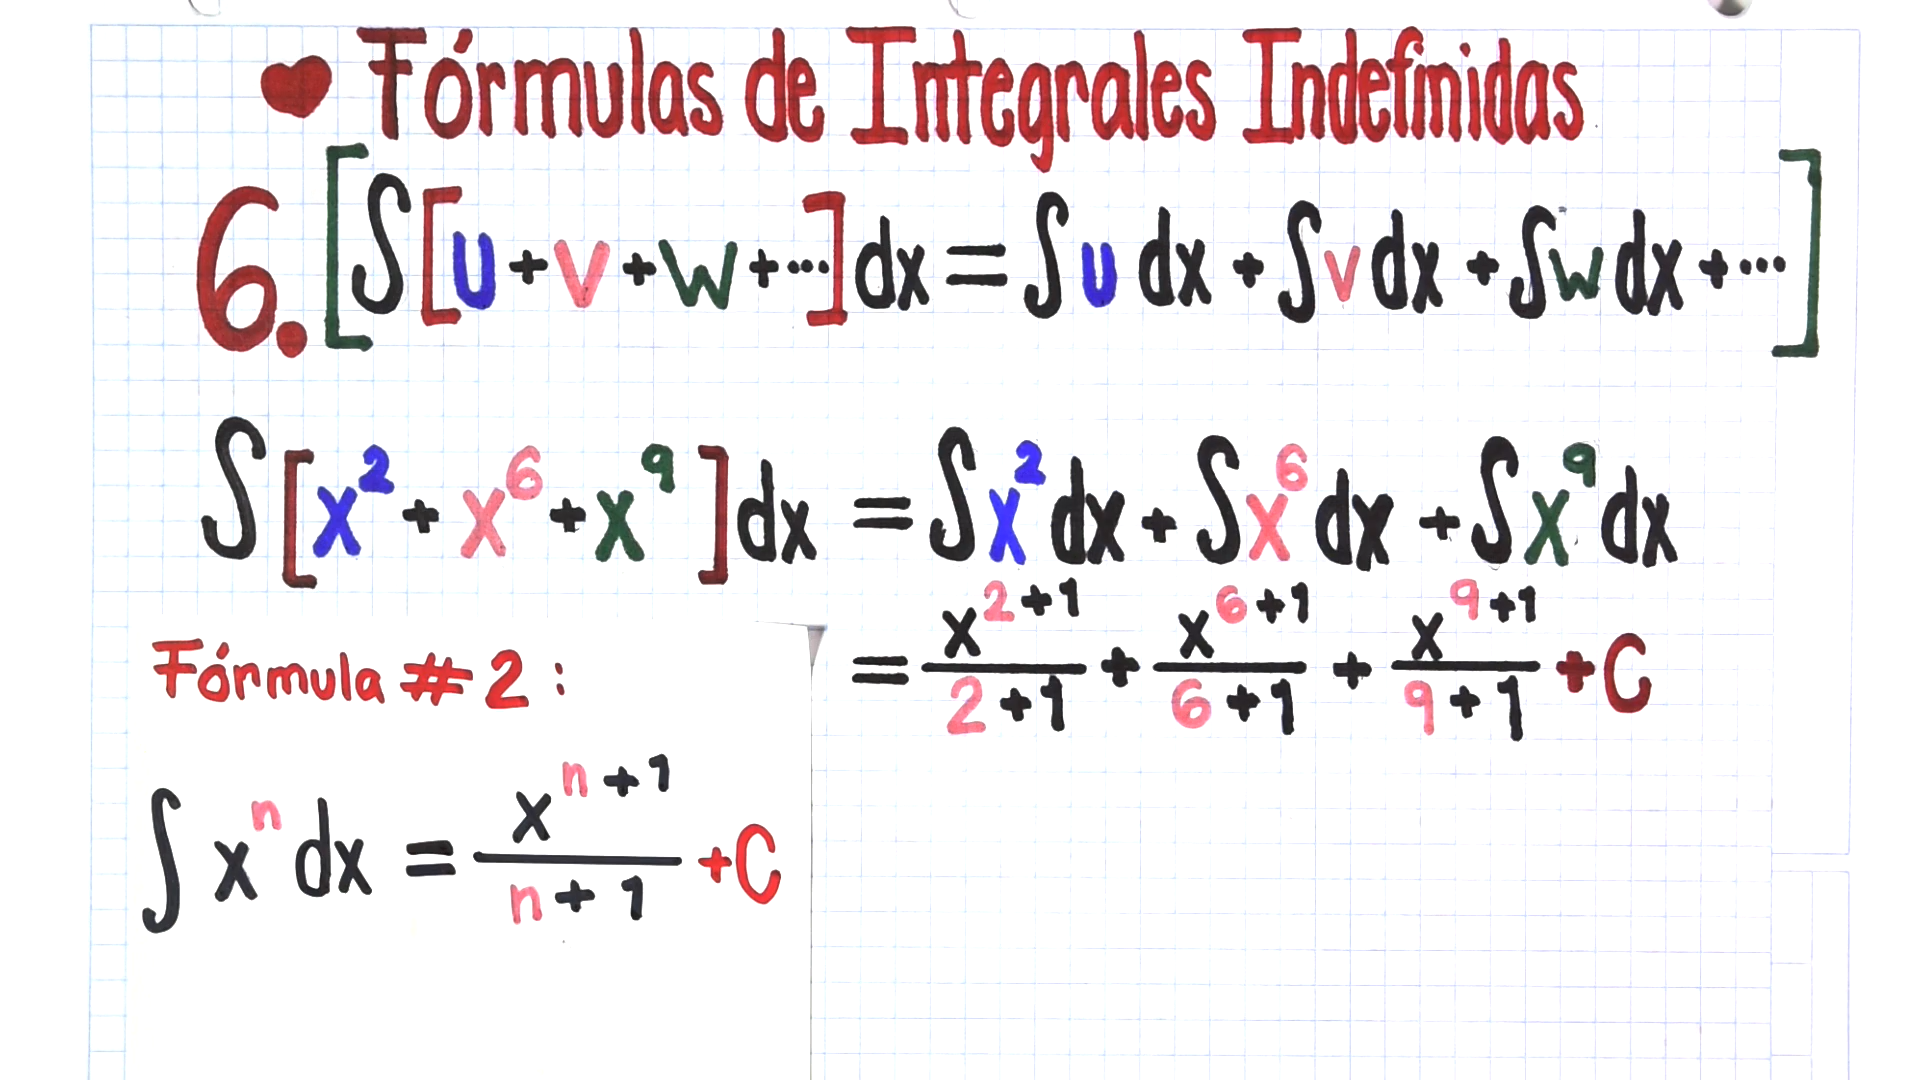 Fórmulas de Integrales Indefinidas
6. [∫[u+v+w+...]dx = ∫u dx + ∫v dx + ∫w dx + ...]
∫[x²+x⁶+x⁹]dx = ∫x²dx + ∫x⁶dx + ∫x⁹dx
= x^(2+1)/(2+1) + x^(6+1)/(6+1) + x^(9+1)/(9+1) + C
Fórmula #2:
∫xⁿdx = x^(n+1)/(n+1) + C